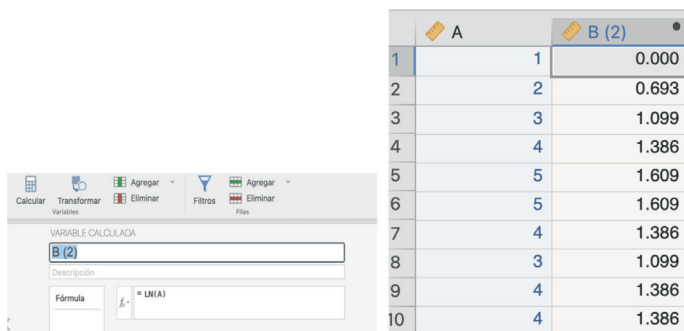 Calcular
Transformar
Variables
Agregar
Eliminar
Filtros
Agregar
Eliminar
Filas
VARIABLE CALCULADA
B (2)
Descripción
Fórmula
fx
= LN(A)
A B (2)
1 1 0.000
2 2 0.693
3 3 1.099
4 4 1.386
5 5 1.609
6 5 1.609
7 4 1.386
8 3 1.099
9 4 1.386
10 4 1.386